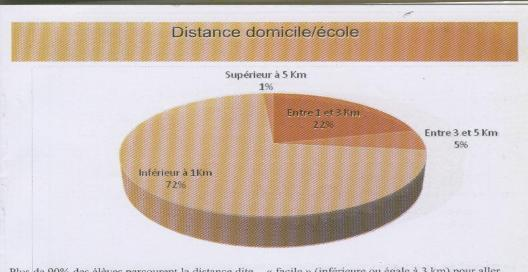 Distance domicile/école
Supérieur à 5 Km
1%
Entre 1 et 3 Km
22%
Entre 3 et 5 Km
5%
Inférieur à 1Km
72%
Plus de 90% des élèves parcourent la distance dite « facile » (inférieure ou égale à 3 km) pour aller